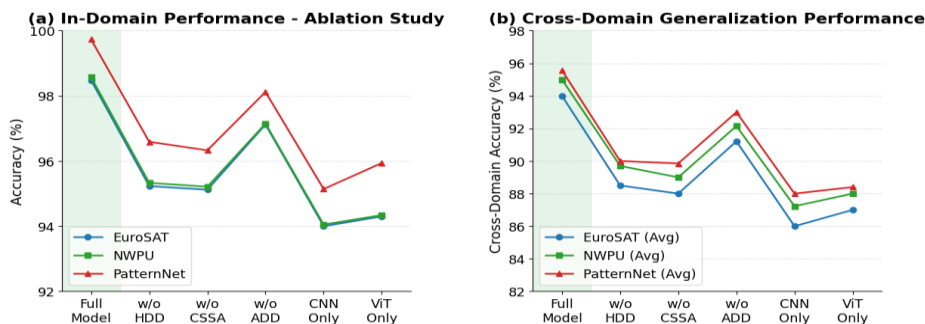 (a) In-Domain Performance - Ablation Study
100
98
96
94
92
Accuracy (%)
EuroSAT
NWPU
PatternNet
Full Model
w/o HDD
w/o CSSA
w/o ADD
CNN Only
ViT Only
(b) Cross-Domain Generalization Performance
98
96
94
92
90
88
86
84
82
Cross-Domain Accuracy (%)
EuroSAT (Avg)
NWPU (Avg)
PatternNet (Avg)
Full Model
w/o HDD
w/o CSSA
w/o ADD
CNN Only
ViT Only